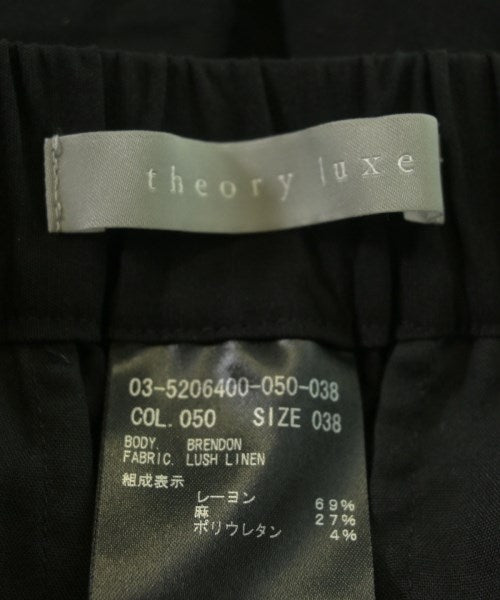 theory luxe
03-5206400-050-038
COL. 050 SIZE 038
BODY. BRENDON
FABRIC. LUSH LINEN
組成表示
レーヨン 69%
麻 27%
ポリウレタン 4%